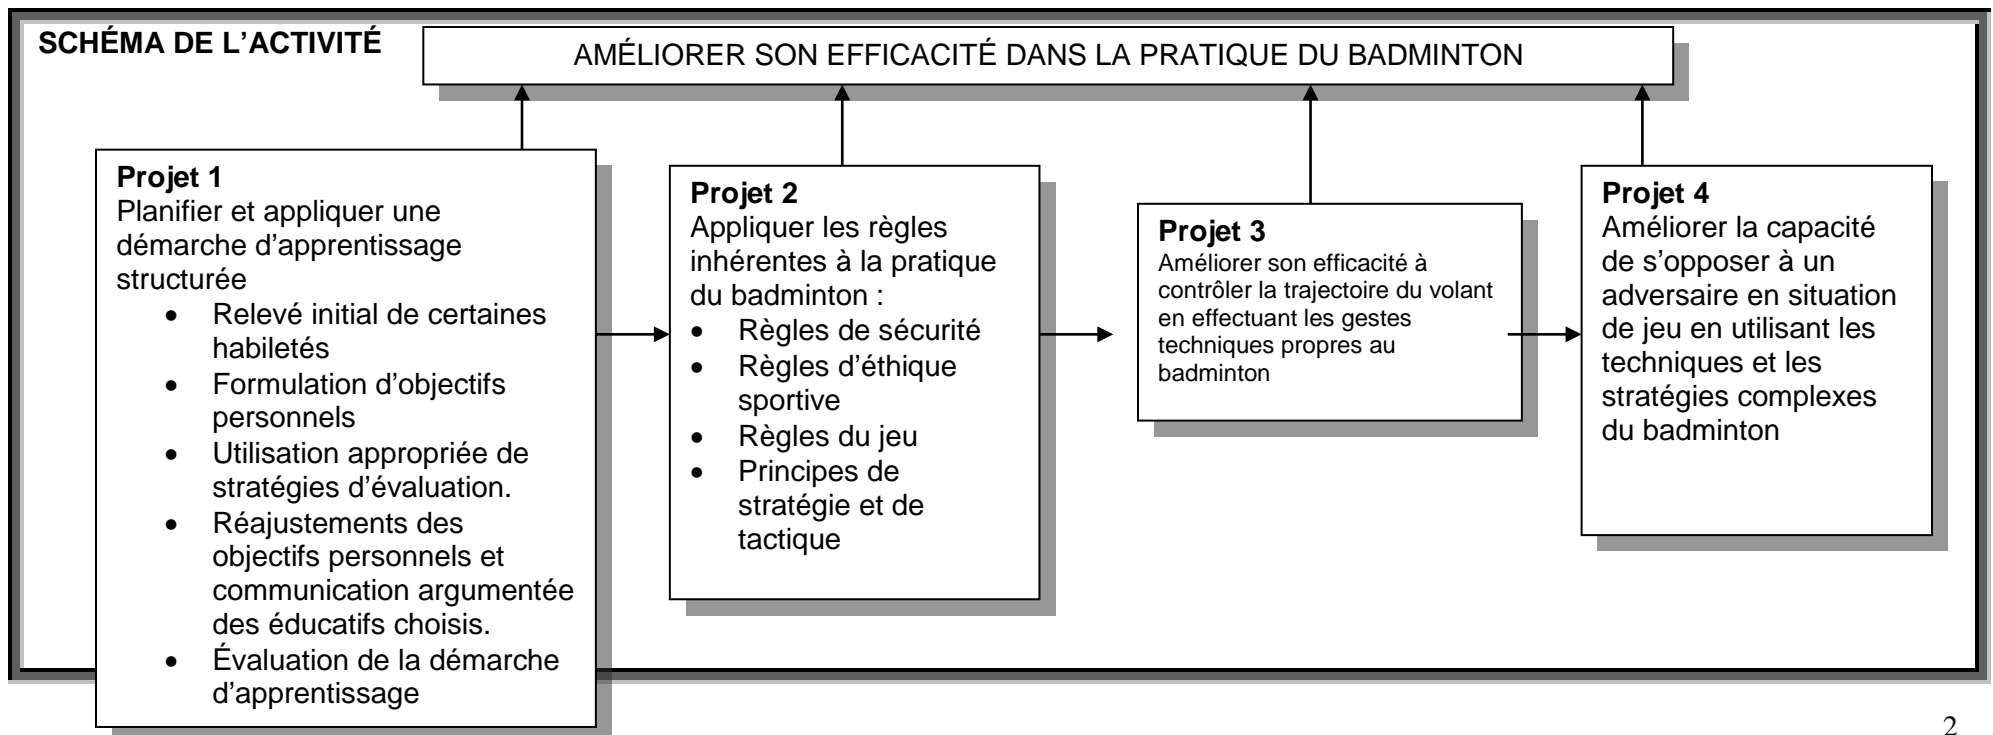 SCHÉMA DE L'ACTIVITÉ
AMÉLIORER SON EFFICACITÉ DANS LA PRATIQUE DU BADMINTON
Projet 1
Planifier et appliquer une
démarche d'apprentissage
structurée
• Relevé initial de certaines
habiletés
• Formulation d'objectifs
personnels
• Utilisation appropriée de
stratégies d'évaluation.
• Réajustements des
objectifs personnels et
communication argumentée
des éducatifs choisis.
• Évaluation de la démarche
d'apprentissage
Projet 2
Appliquer les règles
inhérentes à la pratique
du badminton :
• Règles de sécurité
• Règles d'éthique
sportive
• Règles du jeu
• Principes de
stratégie et de
tactique
Projet 3
Améliorer son efficacité à
contrôler la trajectoire du volant
en effectuant les gestes
techniques propres au
badminton
Projet 4
Améliorer la capacité
de s'opposer à un
adversaire en situation
de jeu en utilisant les
techniques et les
stratégies complexes
du badminton
2